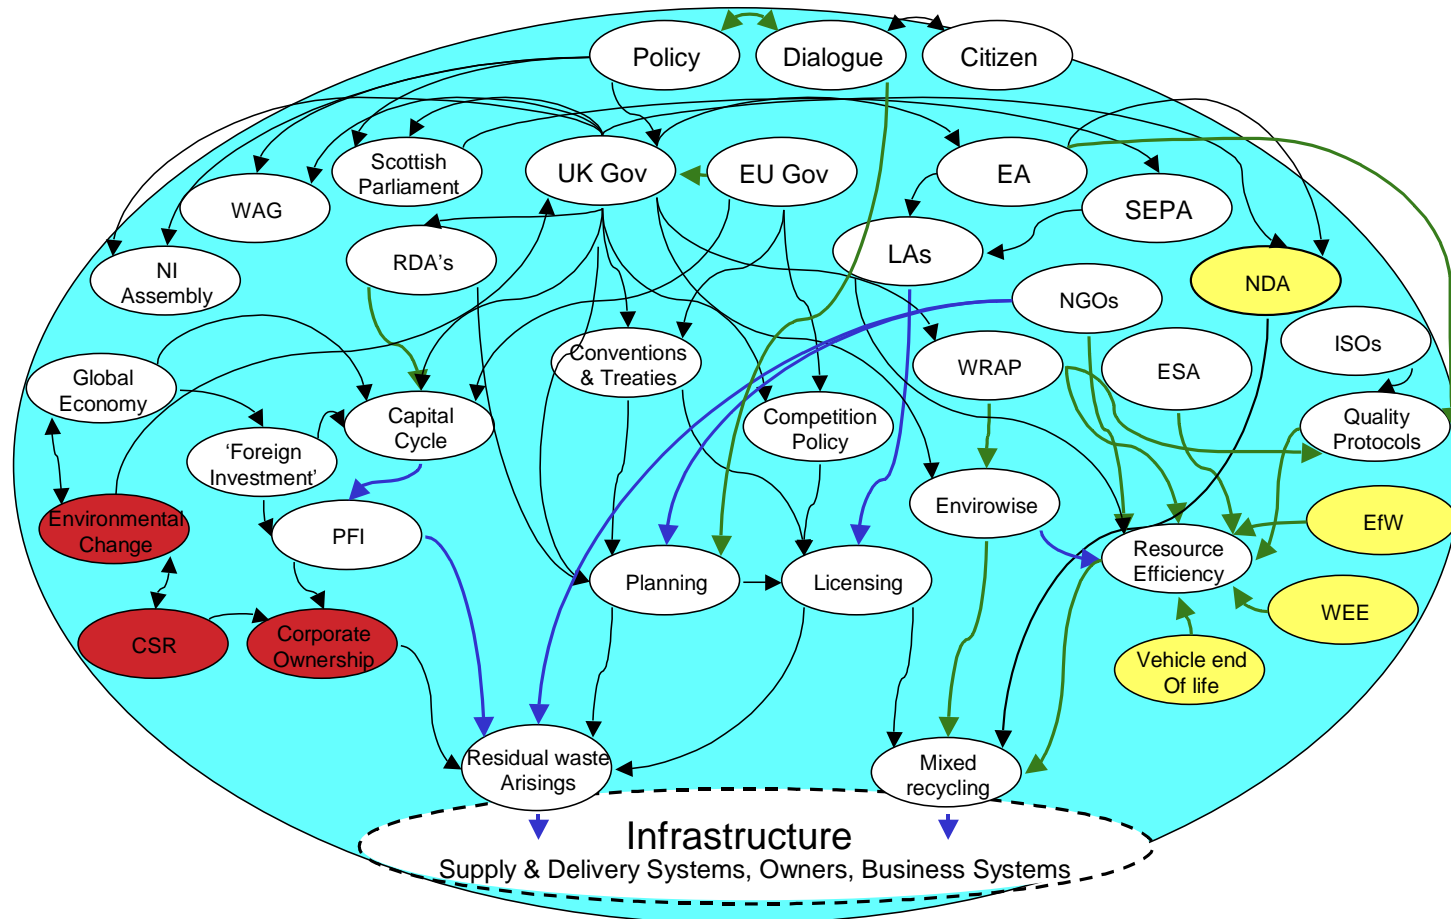 Policy
Dialogue
Citizen
Scottish
Parliament
UK Gov
EU Gov
EA
WAG
SEPA
RDA's
LAs
NI
Assembly
NDA
NGOs
ISOs
Conventions
& Treaties
WRAP
ESA
Global
Economy
Capital
Cycle
Competition
Policy
Quality
Protocols
‘Foreign
Investment’
Envirowise
EfW
Environmental
Change
PFI
Resource
Efficiency
Planning
Licensing
WEE
CSR
Corporate
Ownership
Vehicle end
Of life
Residual waste
Arisings
Mixed
recycling
Infrastructure
Supply & Delivery Systems, Owners, Business Systems